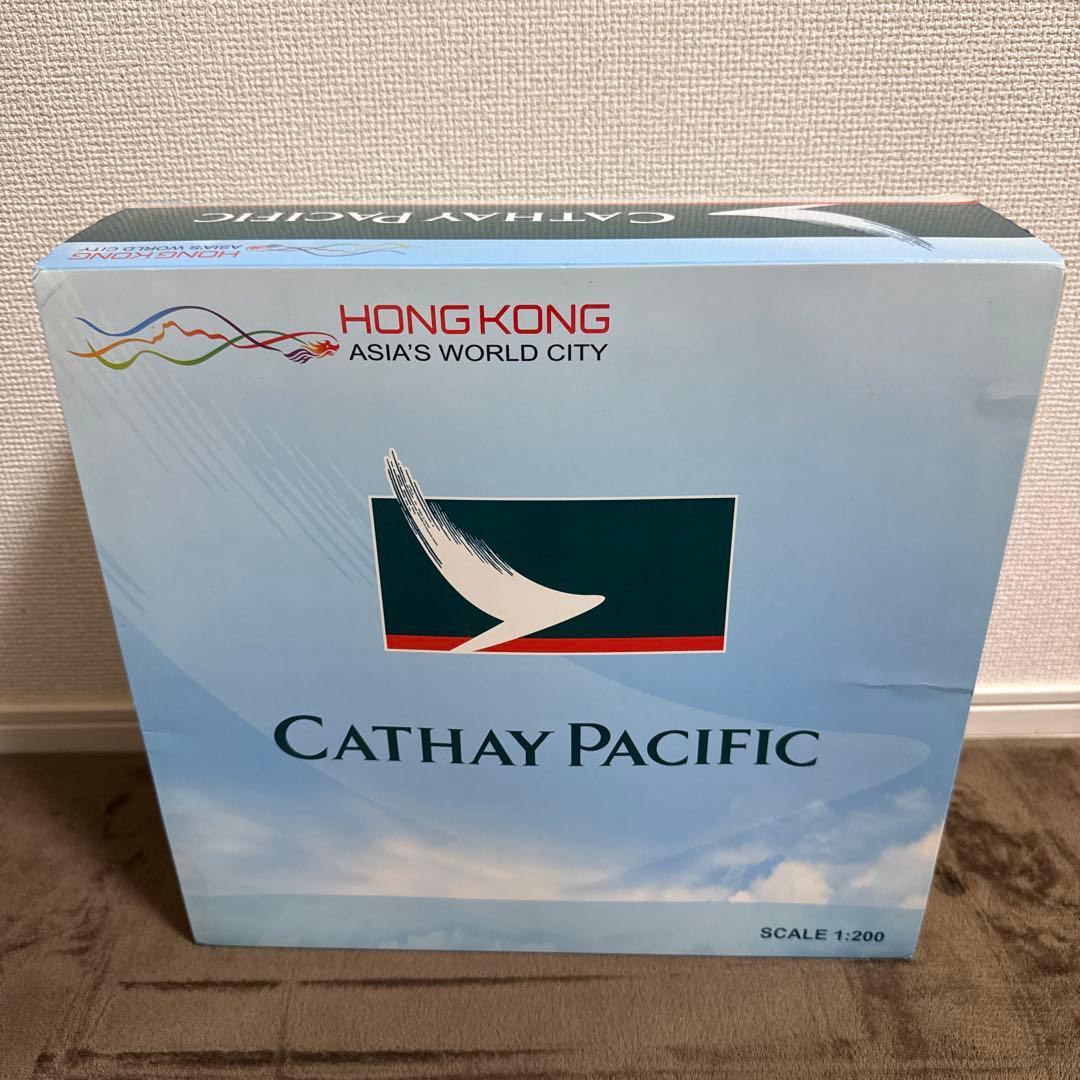 CATHAY PACIFIC
HONG KONG
ASIA'S WORLD CITY
HONG KONG
ASIA'S WORLD CITY
CATHAY PACIFIC
SCALE 1:200